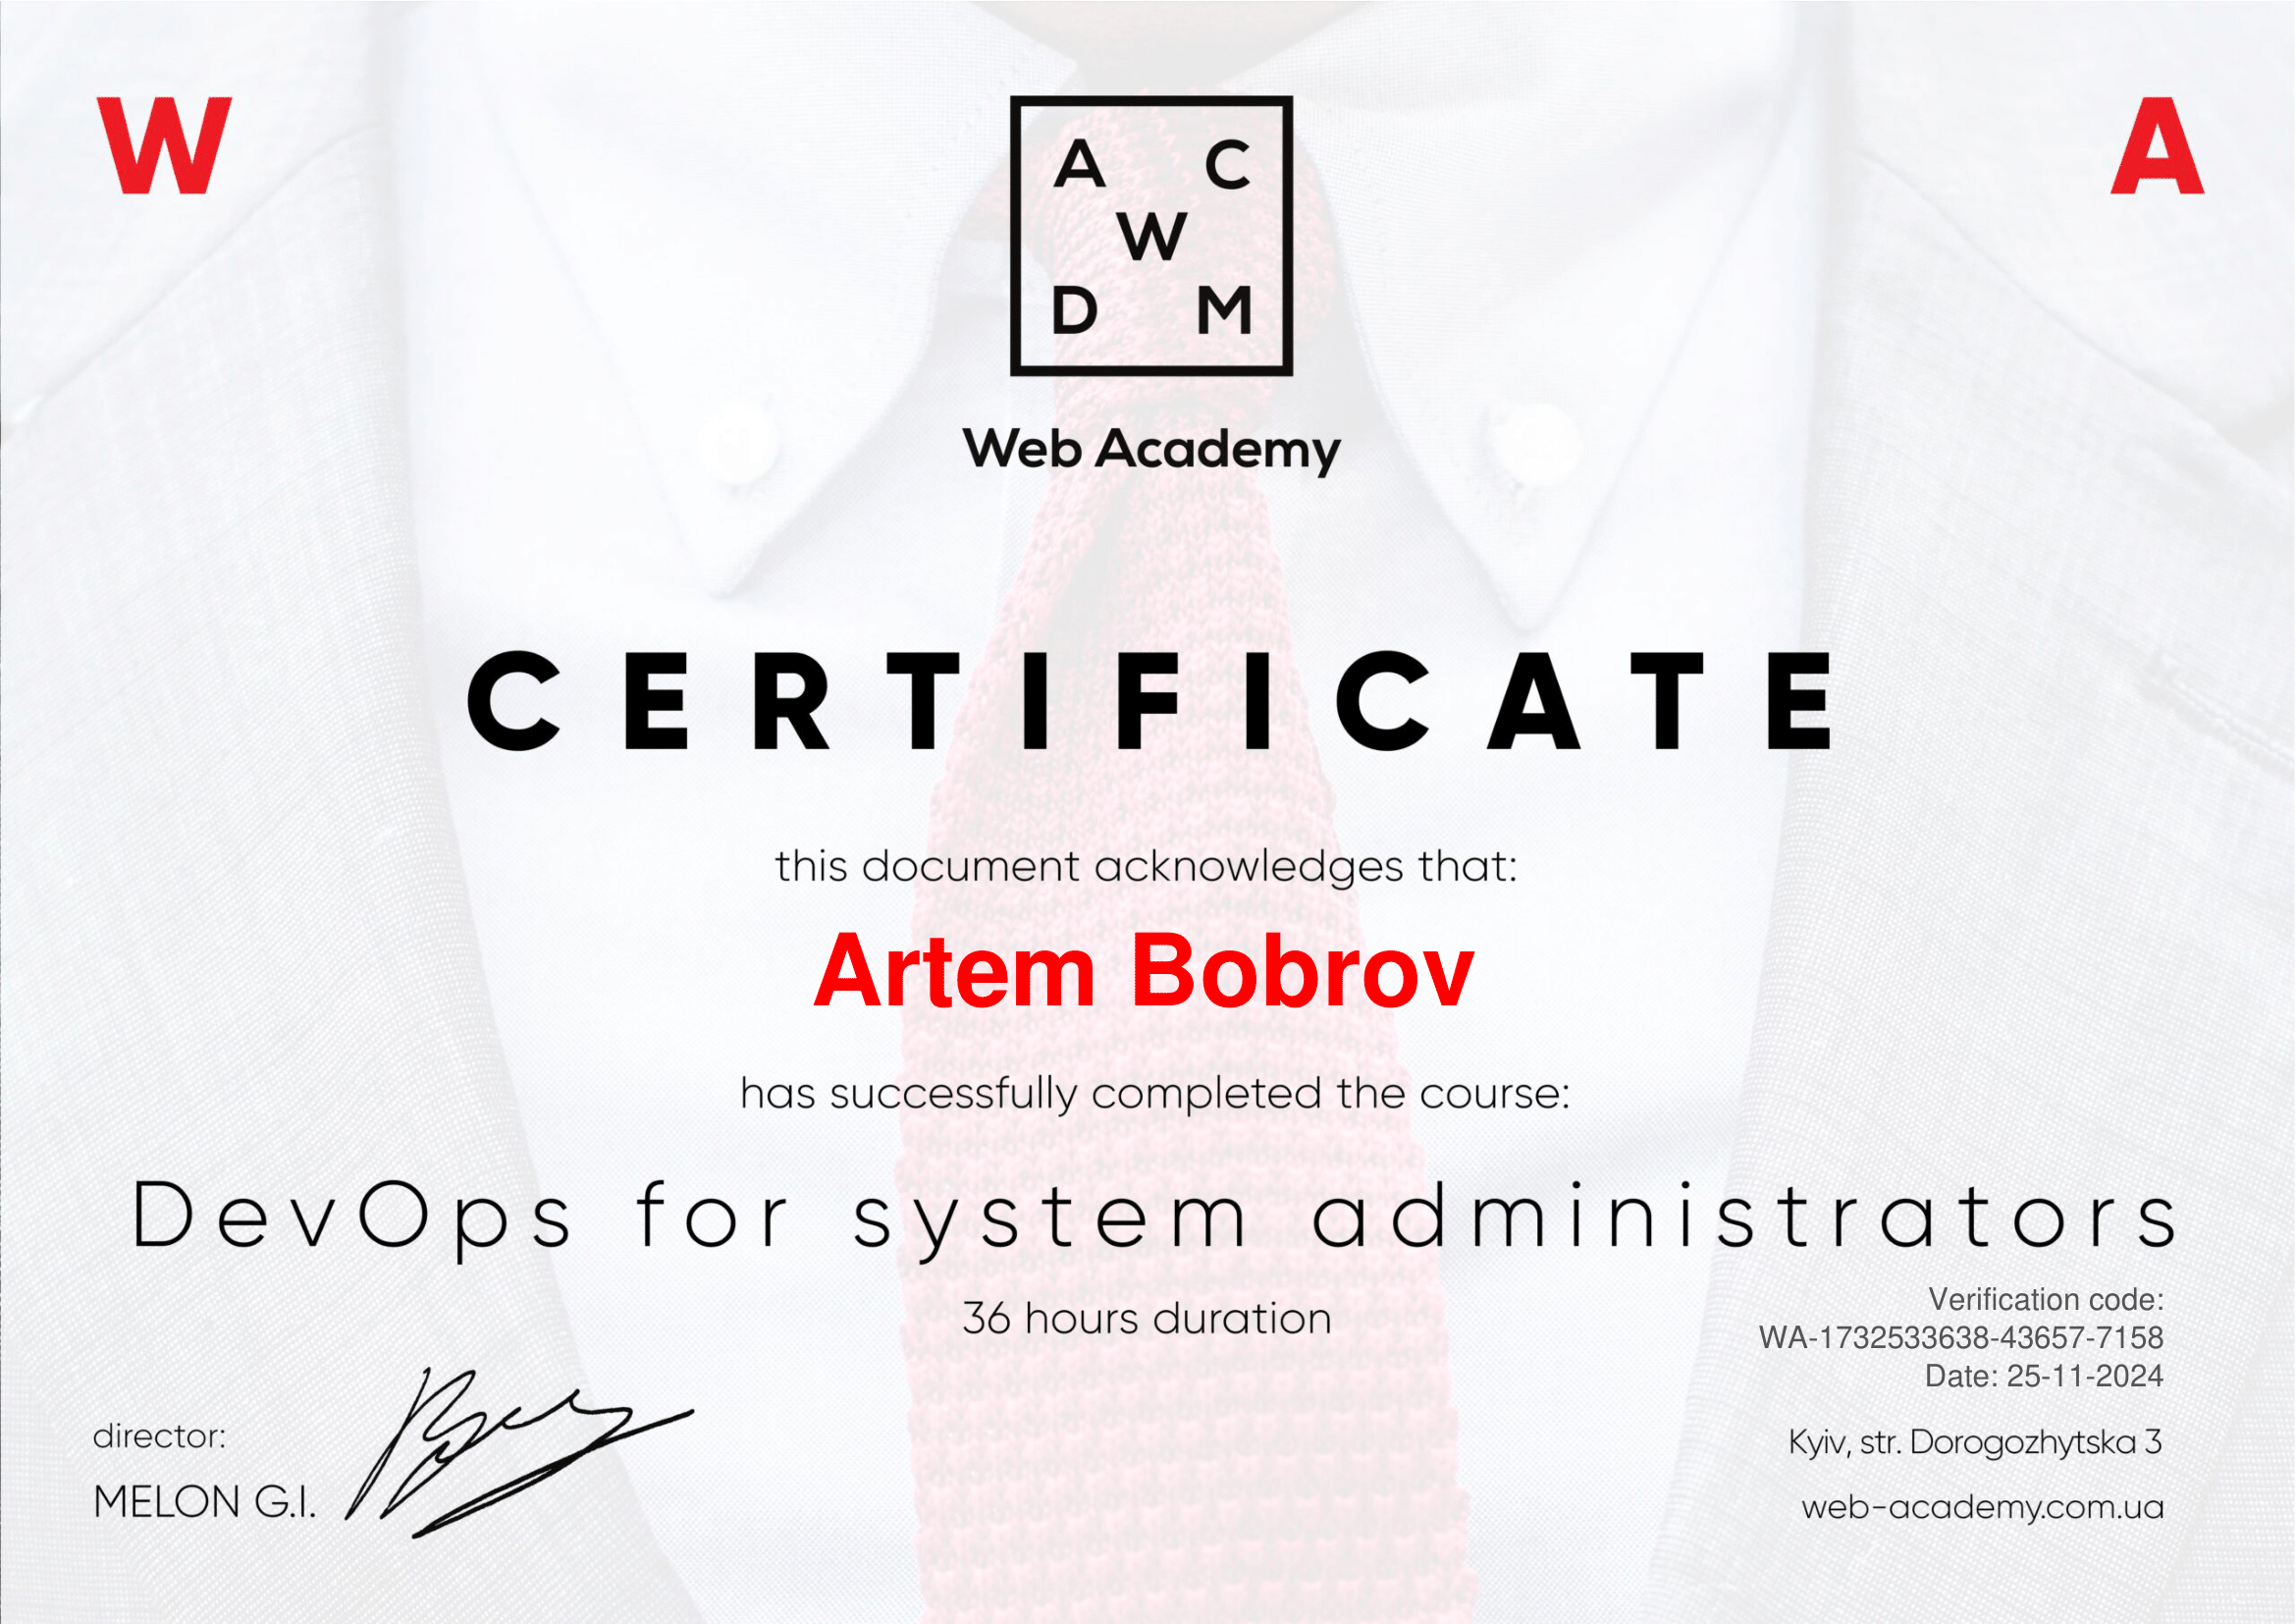 W
A
A C
W
D M
Web Academy
CERTIFICATE
this document acknowledges that:
Artem Bobrov
has successfully completed the course:
DevOps for system administrators
36 hours duration
Verification code:
WA-1732533638-43657-7158
Date: 25-11-2024
director:
MELON G.I.
Kyiv, str. Dorogozhytska 3
web-academy.com.ua